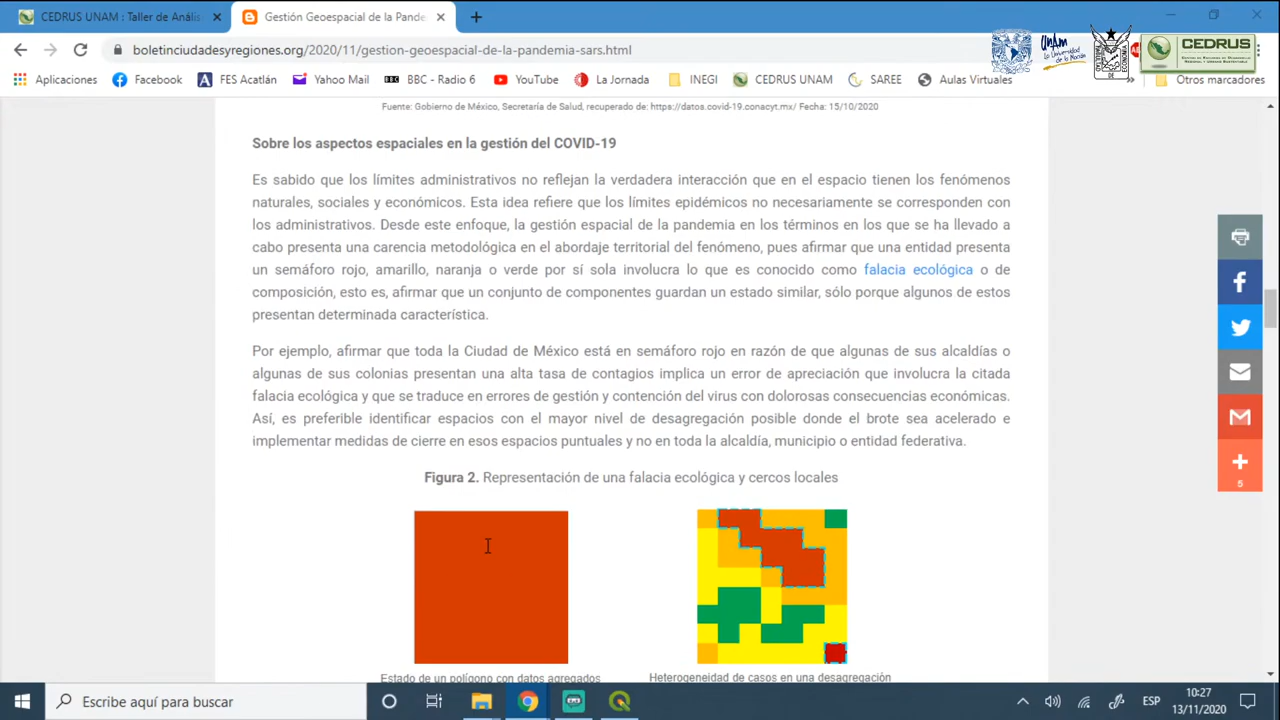 CEDRUS UNAM : Taller de Anális
Gestión Geoespacial de la Pande
boletinciudadesyregiones.org/2020/11/gestion-geoespacial-de-la-pandemia-sars.html
UNAM
La Universidad
de la Nación
CEDRUS
Aplicaciones
Facebook
FES Acatlán
Yahoo Mail
BBC - Radio 6
YouTube
La Jornada
INEGI
CEDRUS UNAM
SAREE
Aulas Virtuales
»
Otros marcadores
Fuente: Gobierno de México, Secretaría de Salud, recuperado de: https://datos.covid-19.conacyt.mx/ Fecha: 15/10/2020
Sobre los aspectos espaciales en la gestión del COVID-19
Es sabido que los límites administrativos no reflejan la verdadera interacción que en el espacio tienen los fenómenos
naturales, sociales y económicos. Esta idea refiere que los límites epidémicos no necesariamente se corresponden con
los administrativos. Desde este enfoque, la gestión espacial de la pandemia en los términos en los que se ha llevado a
cabo presenta una carencia metodológica en el abordaje territorial del fenómeno, pues afirmar que una entidad presenta
un semáforo rojo, amarillo, naranja o verde por sí sola involucra lo que es conocido como falacia ecológica o de
composición, esto es, afirmar que un conjunto de componentes guardan un estado similar, sólo porque algunos de estos
presentan determinada característica.
Por ejemplo, afirmar que toda la Ciudad de México está en semáforo rojo en razón de que algunas de sus alcaldías o
algunas de sus colonias presentan una alta tasa de contagios implica un error de apreciación que involucra la citada
falacia ecológica y que se traduce en errores de gestión y contención del virus con dolorosas consecuencias económicas.
Así, es preferible identificar espacios con el mayor nivel de desagregación posible donde el brote sea acelerado e
implementar medidas de cierre en esos espacios puntuales y no en toda la alcaldía, municipio o entidad federativa.
Figura 2. Representación de una falacia ecológica y cercos locales
Estado de un polígono con datos agregados
Heterogeneidad de casos en una desagregación
5
Escribe aquí para buscar
ESP
10:27
13/11/2020